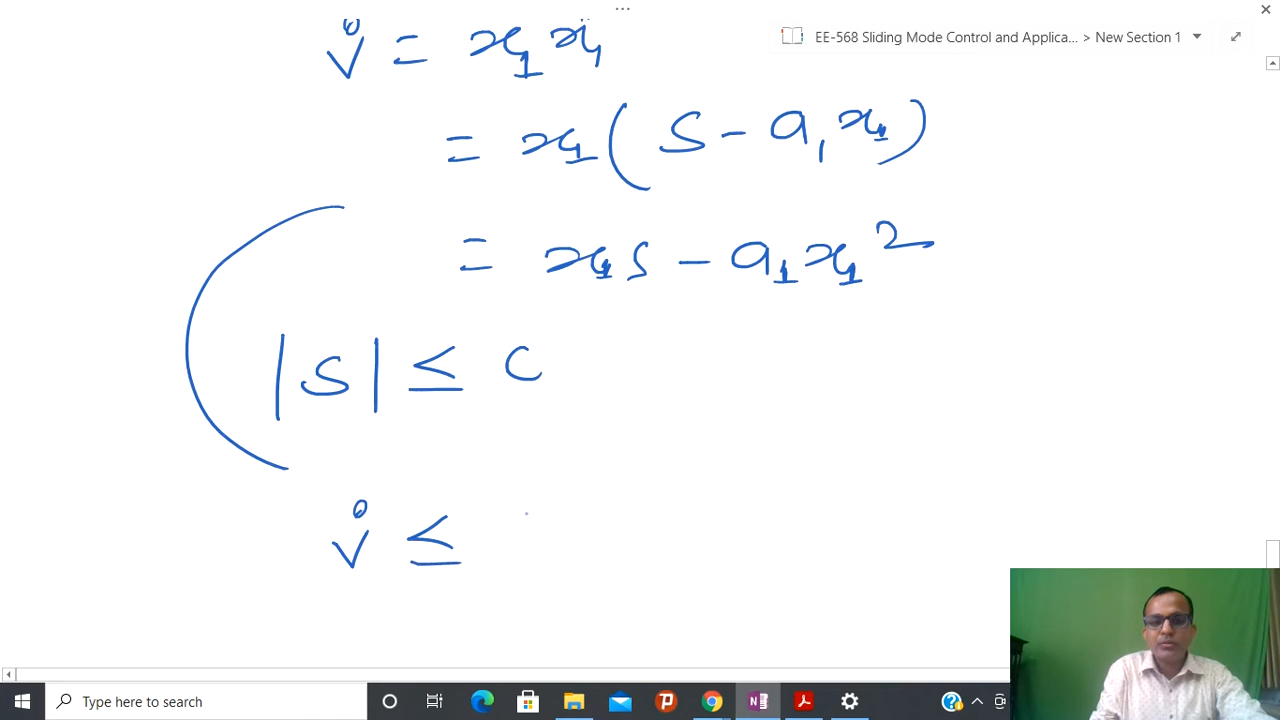 EE-568 Sliding Mode Control and Applica... > New Section 1
v̇ = x₁ ẋ₁
= x₁ ( s - a₁ x₁ )
= x₁ s - a₁ x₁²
|s| ≤ c
v̇ ≤
Type here to search